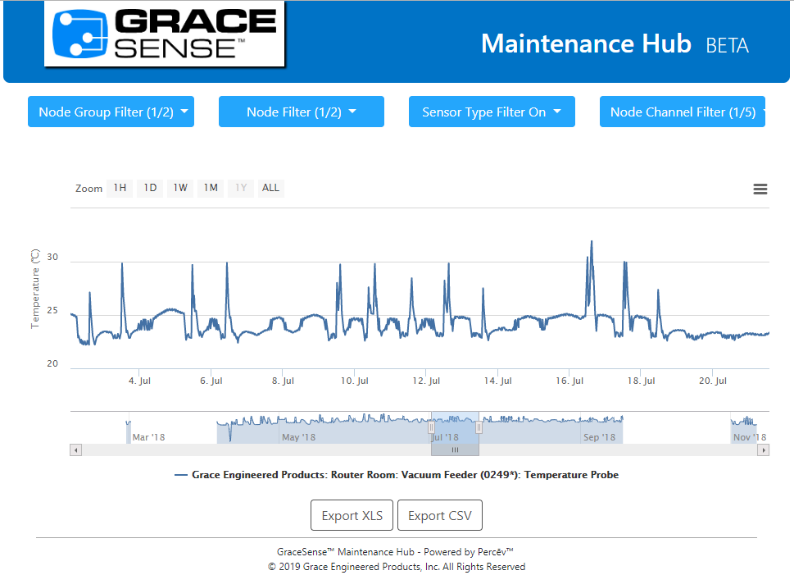 GRACE
SENSE™
Maintenance Hub BETA
Node Group Filter (1/2)
Node Filter (1/2)
Sensor Type Filter On
Node Channel Filter (1/5)
Zoom 1H 1D 1W 1M 1Y ALL
Temperature (°C)
30
25
20
4. Jul 6. Jul 8. Jul 10. Jul 12. Jul 14. Jul 16. Jul 18. Jul 20. Jul
Mar '18 May '18 Jul '18 Sep '18 Nov '18
Grace Engineered Products: Router Room: Vacuum Feeder (0249*): Temperature Probe
Export XLS Export CSV
GraceSense™ Maintenance Hub - Powered by Percēv™
© 2019 Grace Engineered Products, Inc. All Rights Reserved